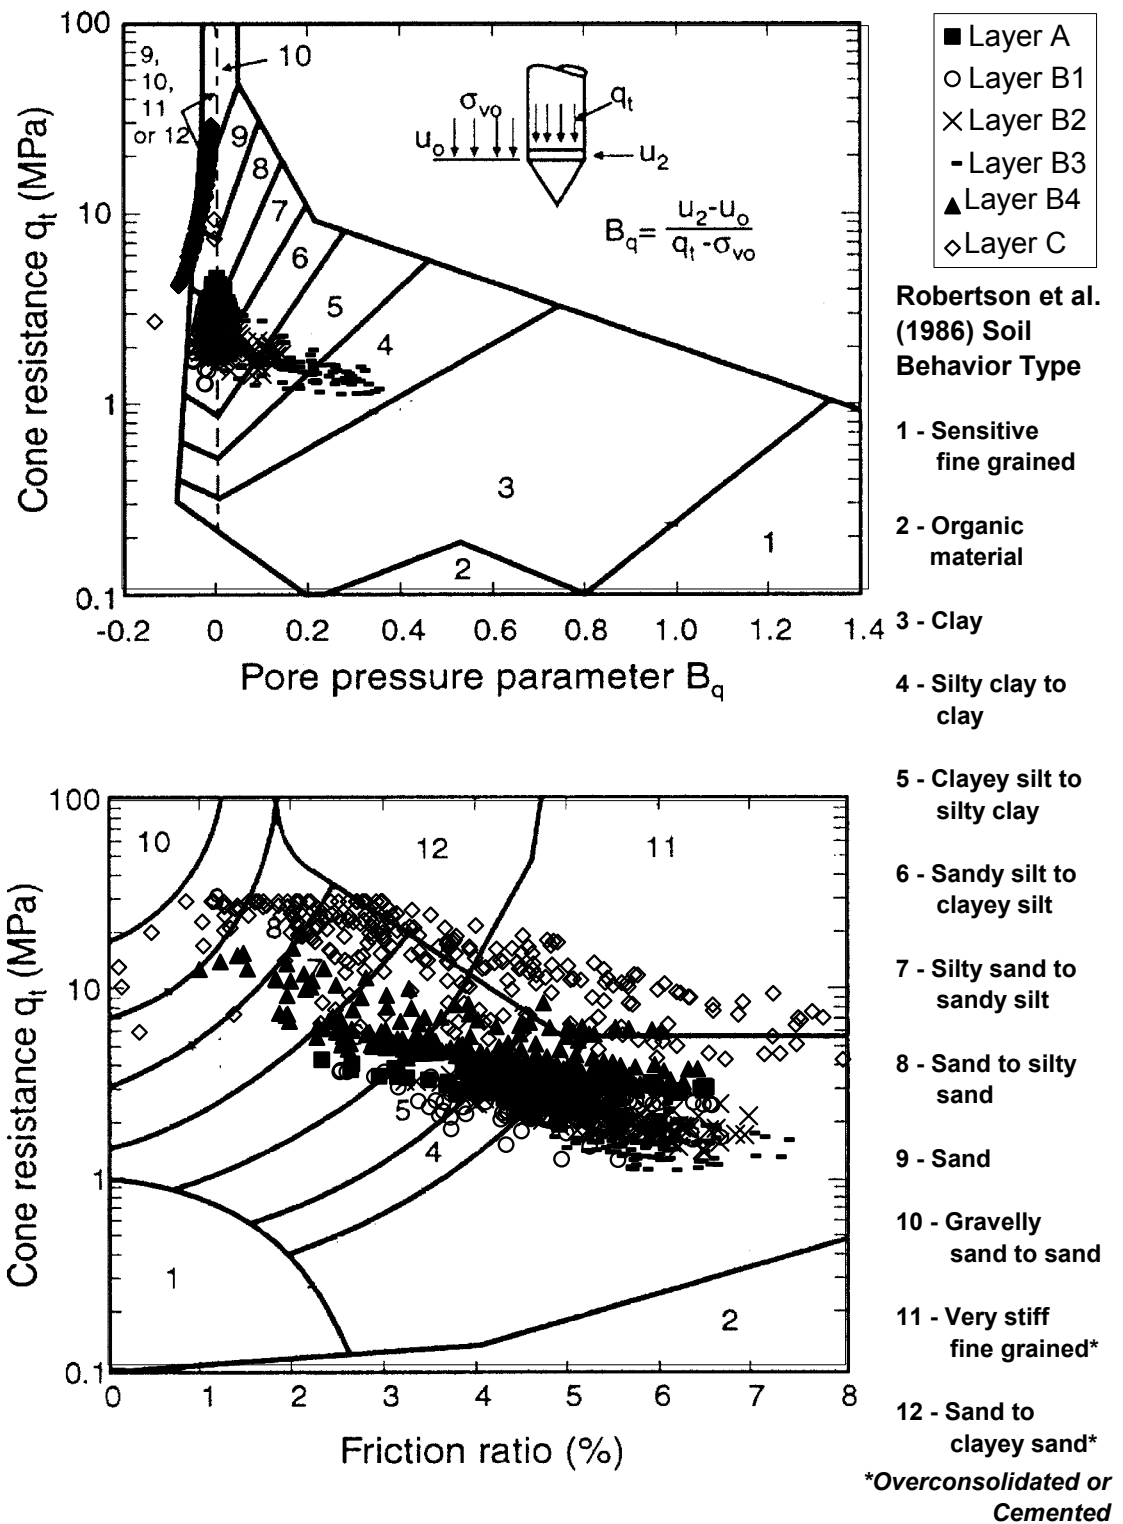 100
10
1
0.1
Cone resistance qt (MPa)
9,
10,
11
or 12
10
9
8
7
6
5
4
3
2
1
σvo
qt
uo
u2
Bq= u2-uo
qt -σvo
-0.2 0 0.2 0.4 0.6 0.8 1.0 1.2 1.4
Pore pressure parameter Bq
Layer A
Layer B1
Layer B2
Layer B3
Layer B4
Layer C
Robertson et al.
(1986) Soil
Behavior Type
1 - Sensitive
fine grained
2 - Organic
material
3 - Clay
4 - Silty clay to
clay
5 - Clayey silt to
silty clay
6 - Sandy silt to
clayey silt
7 - Silty sand to
sandy silt
8 - Sand to silty
sand
9 - Sand
10 - Gravelly
sand to sand
11 - Very stiff
fine grained*
12 - Sand to
clayey sand*
*Overconsolidated or
Cemented
100
10
1
0.1
Cone resistance qt (MPa)
10
12
11
8
7
5
4
1
2
0 1 2 3 4 5 6 7 8
Friction ratio (%)